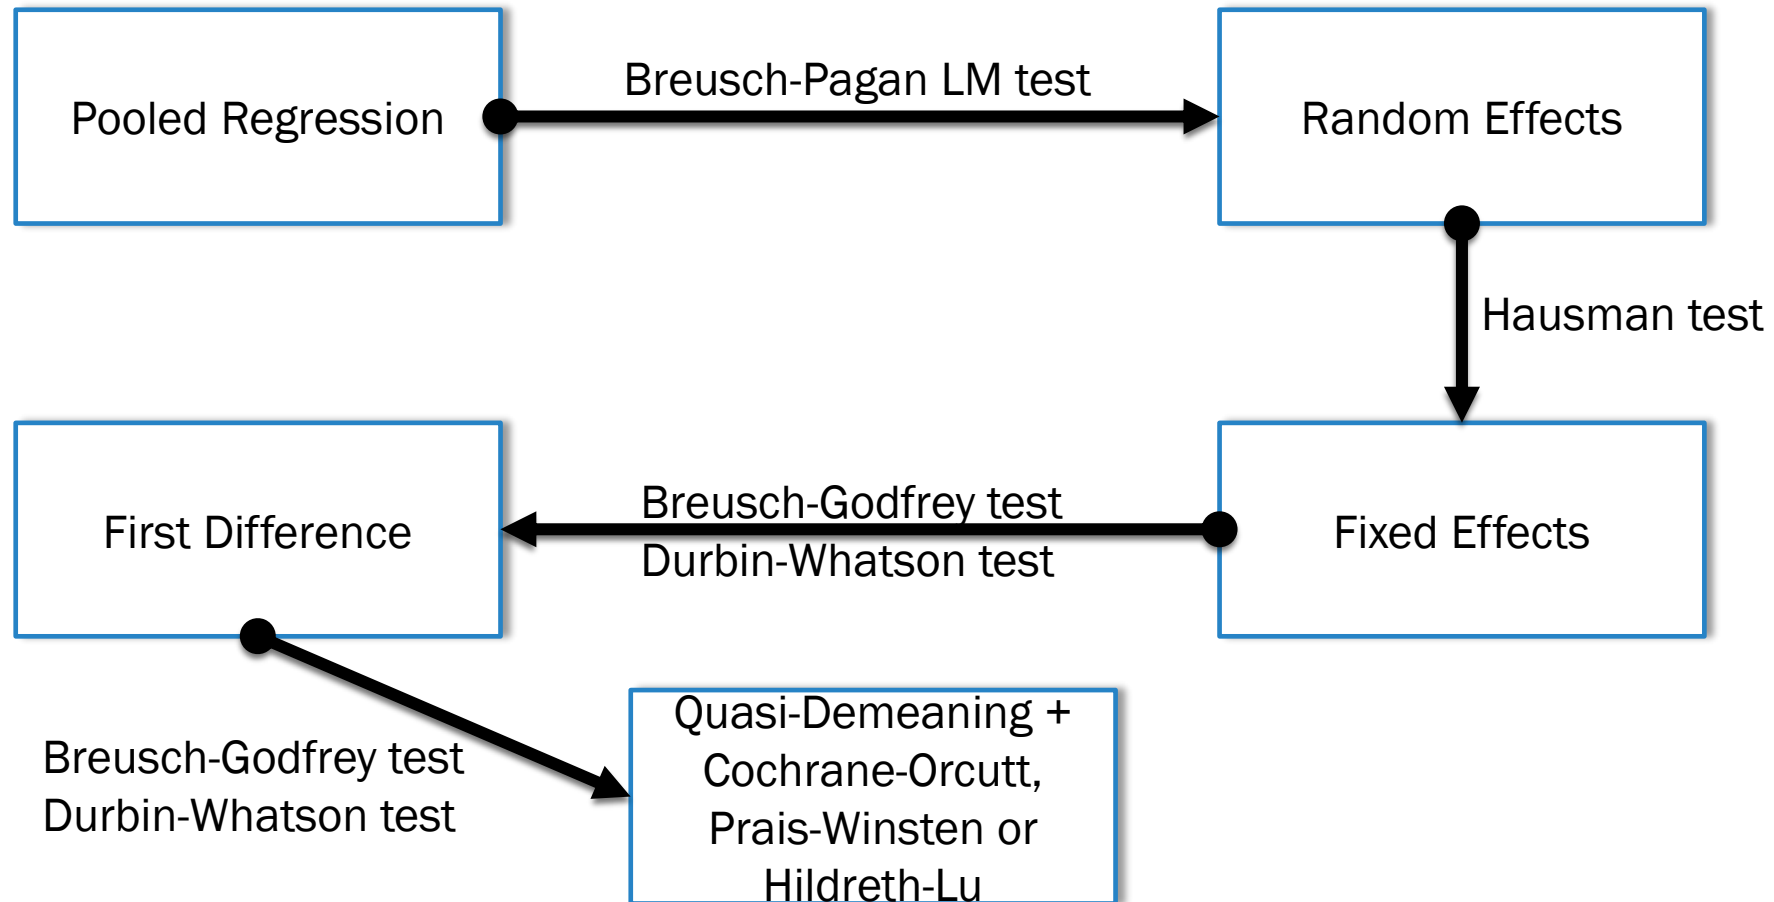 Pooled Regression
Breusch-Pagan LM test
Random Effects
Hausman test
First Difference
Breusch-Godfrey test
Durbin-Whatson test
Fixed Effects
Breusch-Godfrey test
Durbin-Whatson test
Quasi-Demeaning +
Cochrane-Orcutt,
Prais-Winsten or
Hildreth-Lu